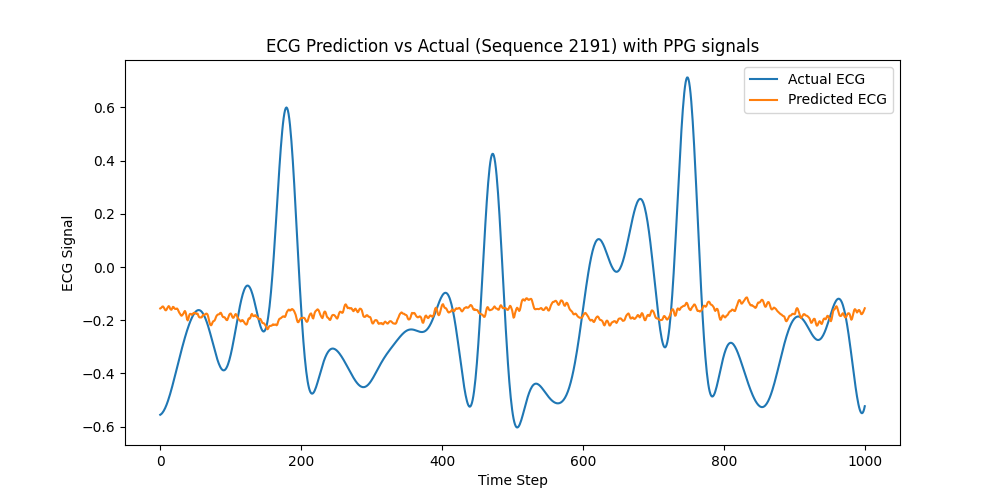 ECG Prediction vs Actual (Sequence 2191) with PPG signals
Actual ECG
Predicted ECG
0.6
0.4
0.2
0.0
−0.2
−0.4
−0.6
ECG Signal
0 200 400 600 800 1000
Time Step